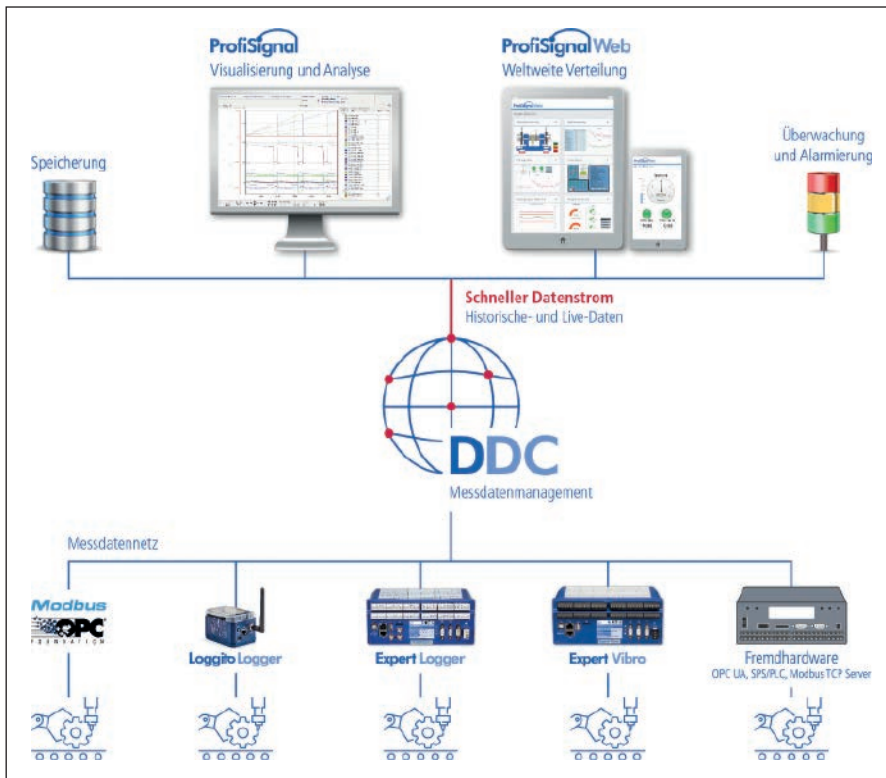 ProfiSignal
Visualisierung und Analyse
ProfiSignal Web
Weltweite Verteilung
Speicherung
Überwachung
und Alarmierung
Schneller Datenstrom
Historische- und Live-Daten
DDC
Messdatenmanagement
Messdatennetz
Modbus
OPC
FOUNDATION
Loggito Logger
Expert Logger
Expert Vibro
Fremdhardware
OPC UA, SPS/PLC, Modbus TCP Server